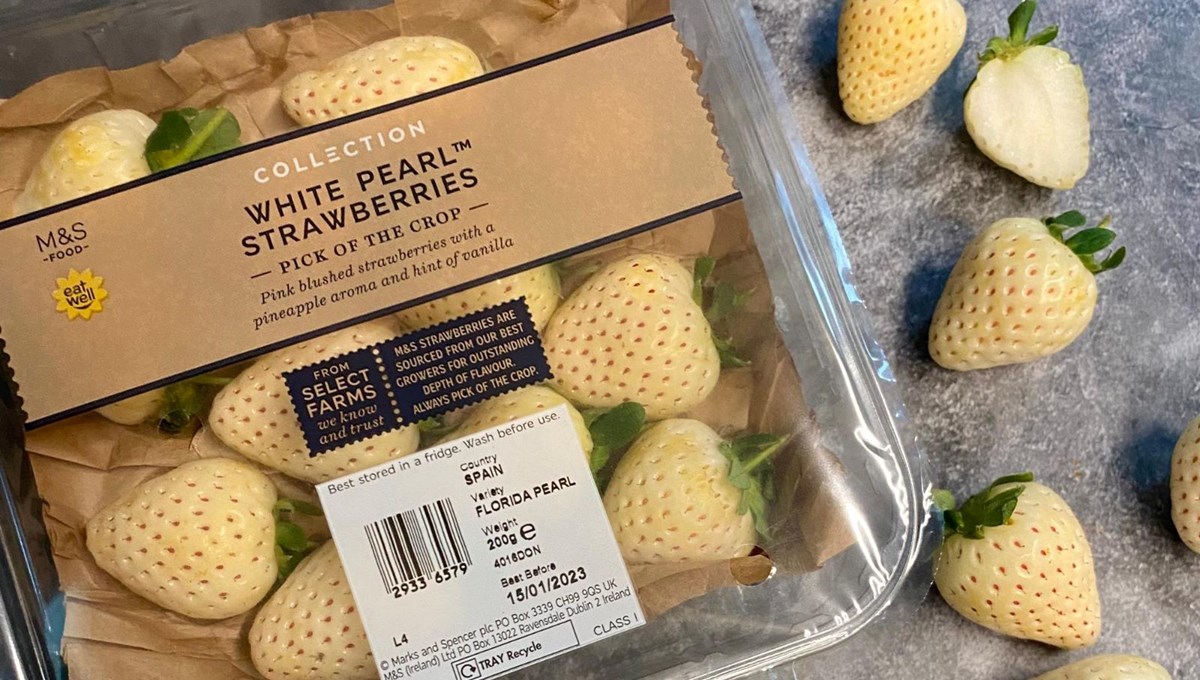 COLLECTION
WHITE PEARL™
STRAWBERRIES
— PICK OF THE CROP —
Pink blushed strawberries with a
pineapple aroma and hint of vanilla
M&S
-FOOD-
eat
well
FROM
SELECT
FARMS
we know
and trust
M&S STRAWBERRIES ARE
SOURCED FROM OUR BEST
GROWERS FOR OUTSTANDING
DEPTH OF FLAVOUR.
ALWAYS PICK OF THE CROP.
Best stored in a fridge. Wash before use.
Country
SPAIN
Variety
FLORIDA PEARL
Weight
200g e
4016DON
Best Before
15/01/2023
2933 6579
L4
© Marks and Spencer plc PO Box 3339 CH99 9QS UK
M&S (Ireland) Ltd PO Box 13022 Ravensdale Dublin 2 Ireland
TRAY Recycle
CLASS I